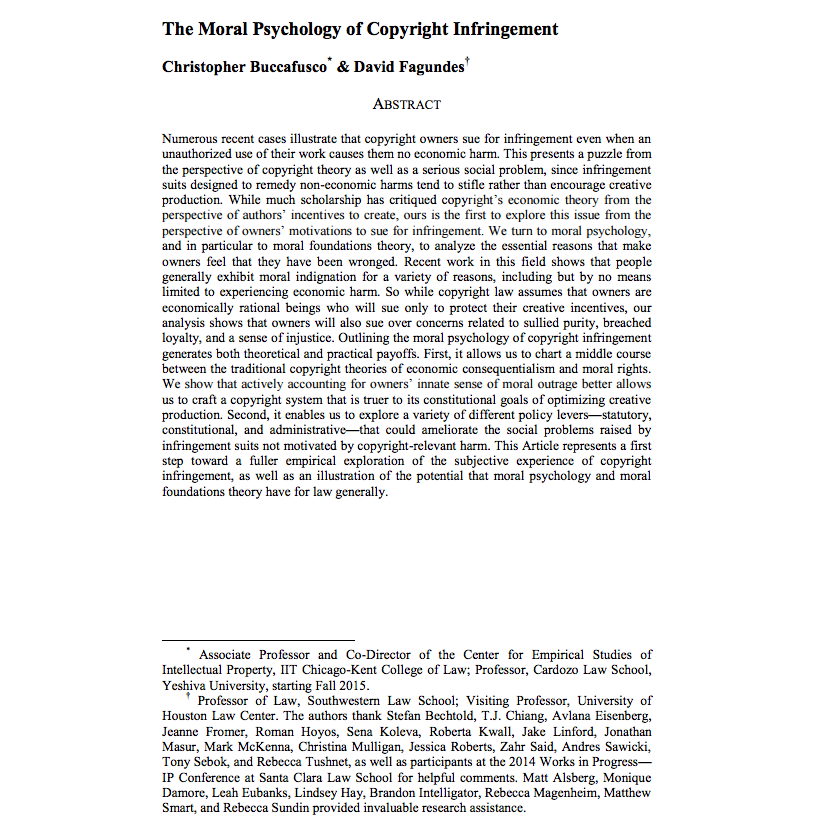 The Moral Psychology of Copyright Infringement
Christopher Buccafusco* & David Fagundes†
ABSTRACT
Numerous recent cases illustrate that copyright owners sue for infringement even when an
unauthorized use of their work causes them no economic harm. This presents a puzzle from
the perspective of copyright theory as well as a serious social problem, since infringement
suits designed to remedy non-economic harms tend to stifle rather than encourage creative
production. While much scholarship has critiqued copyright's economic theory from the
perspective of authors' incentives to create, ours is the first to explore this issue from the
perspective of owners' motivations to sue for infringement. We turn to moral psychology,
and in particular to moral foundations theory, to analyze the essential reasons that make
owners feel that they have been wronged. Recent work in this field shows that people
generally exhibit moral indignation for a variety of reasons, including but by no means
limited to experiencing economic harm. So while copyright law assumes that owners are
economically rational beings who will sue only to protect their creative incentives, our
analysis shows that owners will also sue over concerns related to sullied purity, breached
loyalty, and a sense of injustice. Outlining the moral psychology of copyright infringement
generates both theoretical and practical payoffs. First, it allows us to chart a middle course
between the traditional copyright theories of economic consequentialism and moral rights.
We show that actively accounting for owners' innate sense of moral outrage better allows
us to craft a copyright system that is truer to its constitutional goals of optimizing creative
production. Second, it enables us to explore a variety of different policy levers—statutory,
constitutional, and administrative—that could ameliorate the social problems raised by
infringement suits not motivated by copyright-relevant harm. This Article represents a first
step toward a fuller empirical exploration of the subjective experience of copyright
infringement, as well as an illustration of the potential that moral psychology and moral
foundations theory have for law generally.
* Associate Professor and Co-Director of the Center for Empirical Studies of
Intellectual Property, IIT Chicago-Kent College of Law; Professor, Cardozo Law School,
Yeshiva University, starting Fall 2015.
† Professor of Law, Southwestern Law School; Visiting Professor, University of
Houston Law Center. The authors thank Stefan Bechtold, T.J. Chiang, Avlana Eisenberg,
Jeanne Fromer, Roman Hoyos, Sena Koleva, Roberta Kwall, Jake Linford, Jonathan
Masur, Mark McKenna, Christina Mulligan, Jessica Roberts, Zahr Said, Andres Sawicki,
Tony Sebok, and Rebecca Tushnet, as well as participants at the 2014 Works in Progress—
IP Conference at Santa Clara Law School for helpful comments. Matt Alsberg, Monique
Damore, Leah Eubanks, Lindsey Hay, Brandon Intelligator, Rebecca Magenheim, Matthew
Smart, and Rebecca Sundin provided invaluable research assistance.